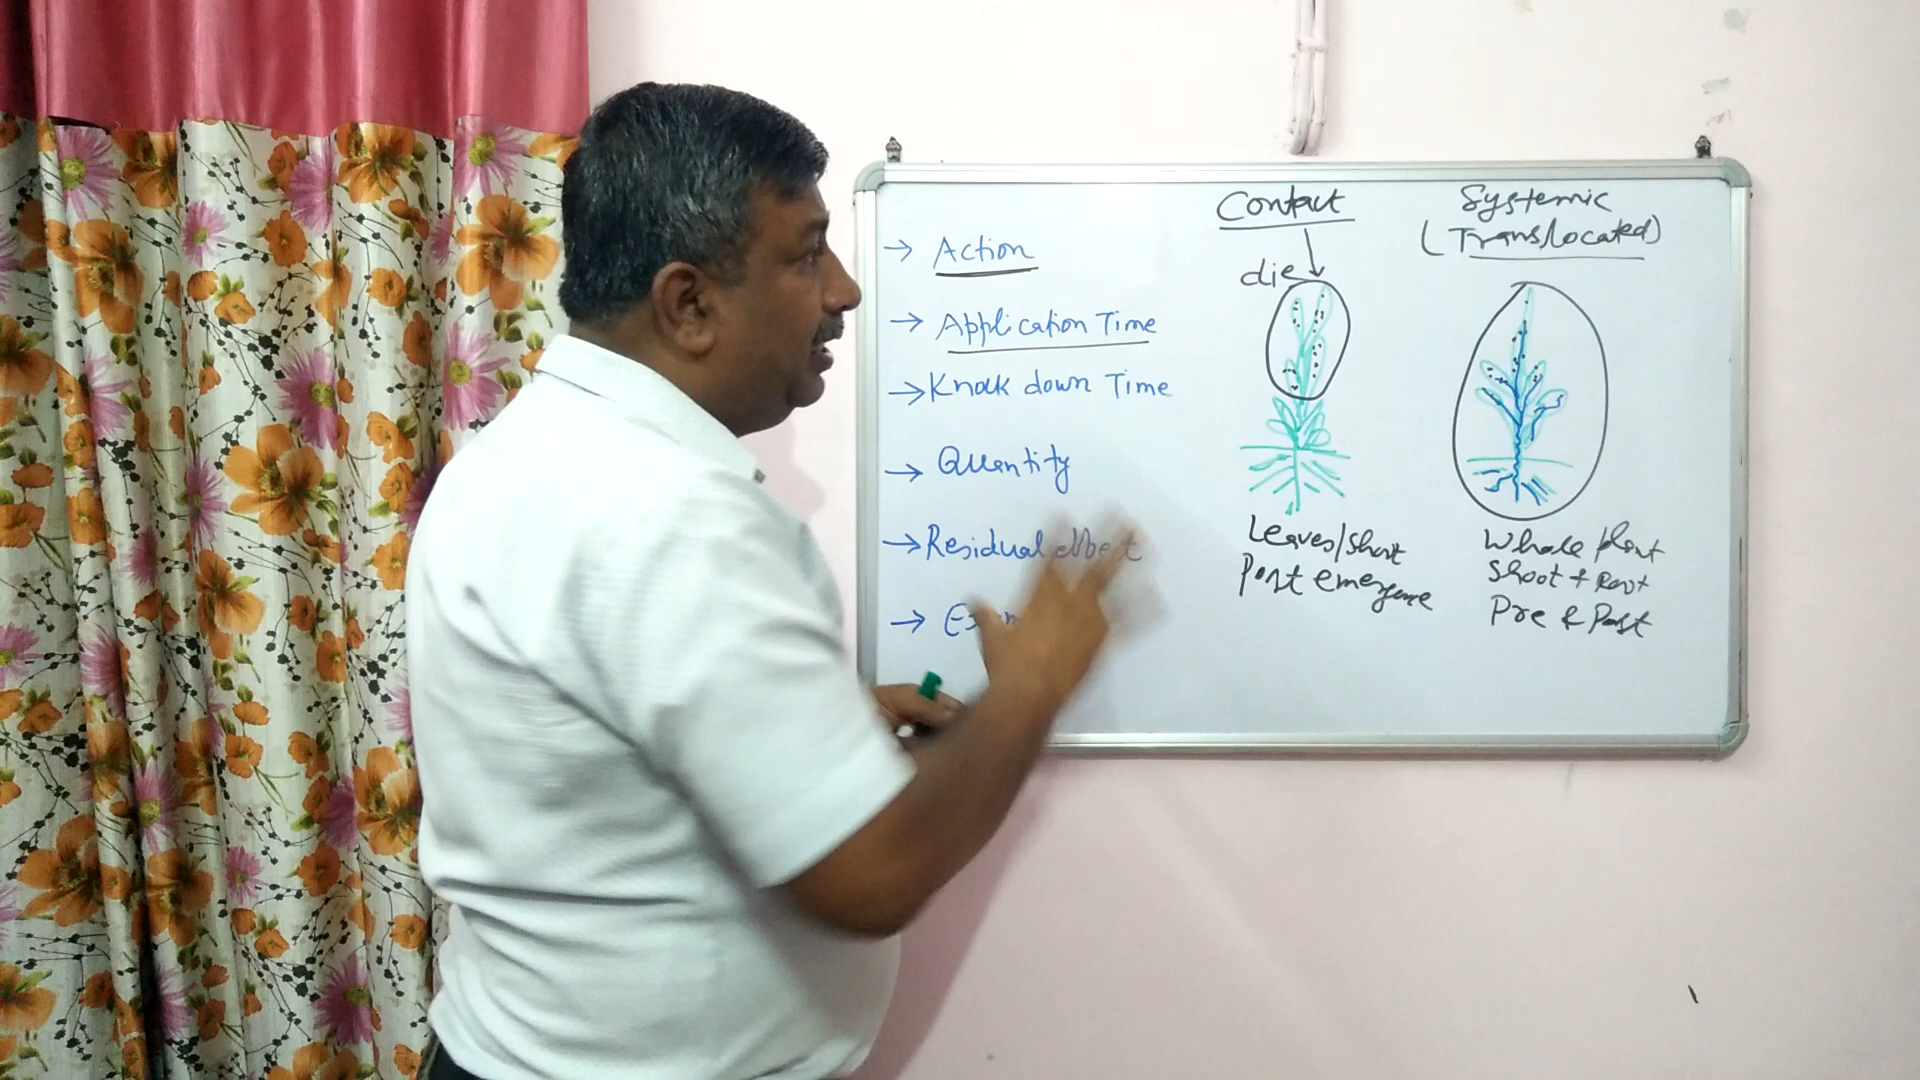 Contact
Systemic
(Translocated)
→ Action
die
→ Application Time
→ Knock down Time
→ Quantity
→ Residual effect
Leaves/Shoot
Post emergence
Whole plant
Shoot + Root
Pre & Post
→